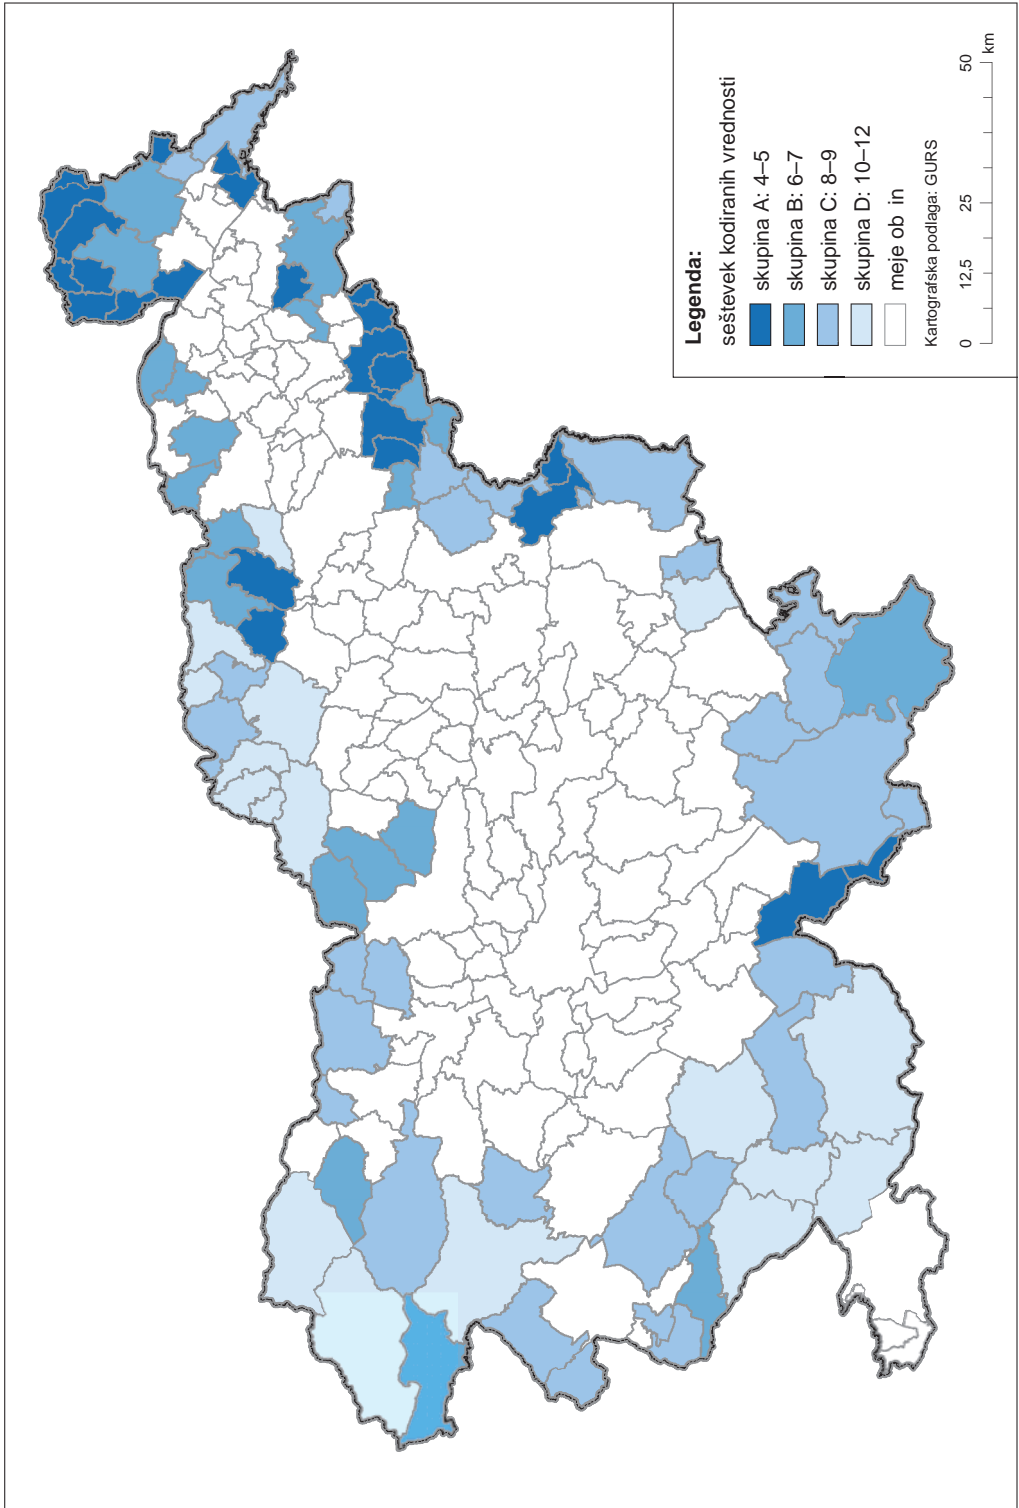 Legenda:
seštevek kodiranih vrednosti
skupina A: 4–5
skupina B: 6–7
skupina C: 8–9
skupina D: 10–12
meje ob in
Kartografska podlaga: GURS
0 12,5 25 50
km